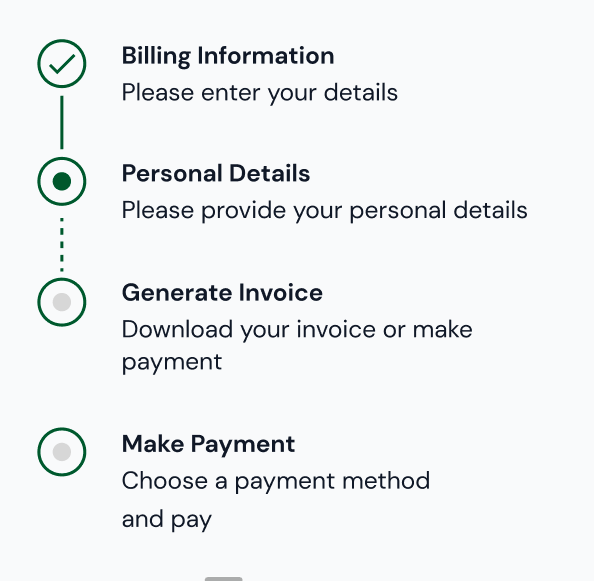 Billing Information
Please enter your details
Personal Details
Please provide your personal details
Generate Invoice
Download your invoice or make
payment
Make Payment
Choose a payment method
and pay